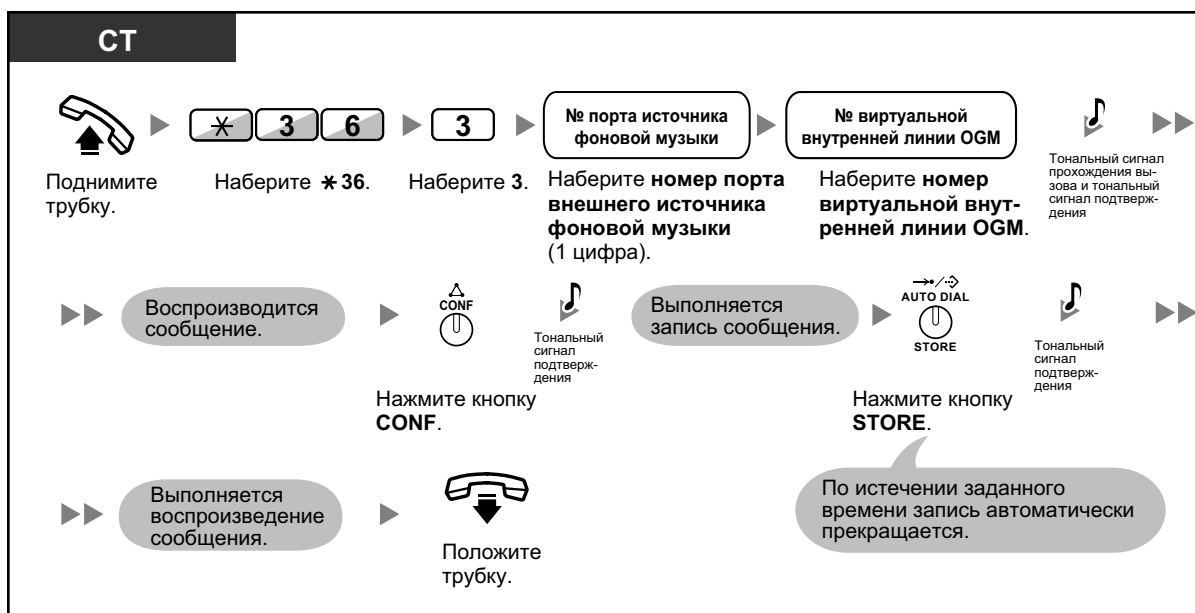 СТ
✳ 3 6
3
№ порта источника
фоновой музыки
№ виртуальной
внутренней линии OGM
Поднимите
трубку.
Наберите ✳36.
Наберите 3.
Наберите номер порта
внешнего источника
фоновой музыки
(1 цифра).
Наберите номер
виртуальной внут-
ренней линии OGM.
Тональный сигнал
прохождения вы-
зова и тональный
сигнал подтверж-
дения
Воспроизводится
сообщение.
CONF
Нажмите кнопку
CONF.
Тональный
сигнал
подтверж-
дения
Выполняется
запись сообщения.
AUTO DIAL
STORE
Нажмите кнопку
STORE.
По истечении заданного
времени запись автоматически
прекращается.
Тональный
сигнал
подтверж-
дения
Выполняется
воспроизведение
сообщения.
Положите
трубку.